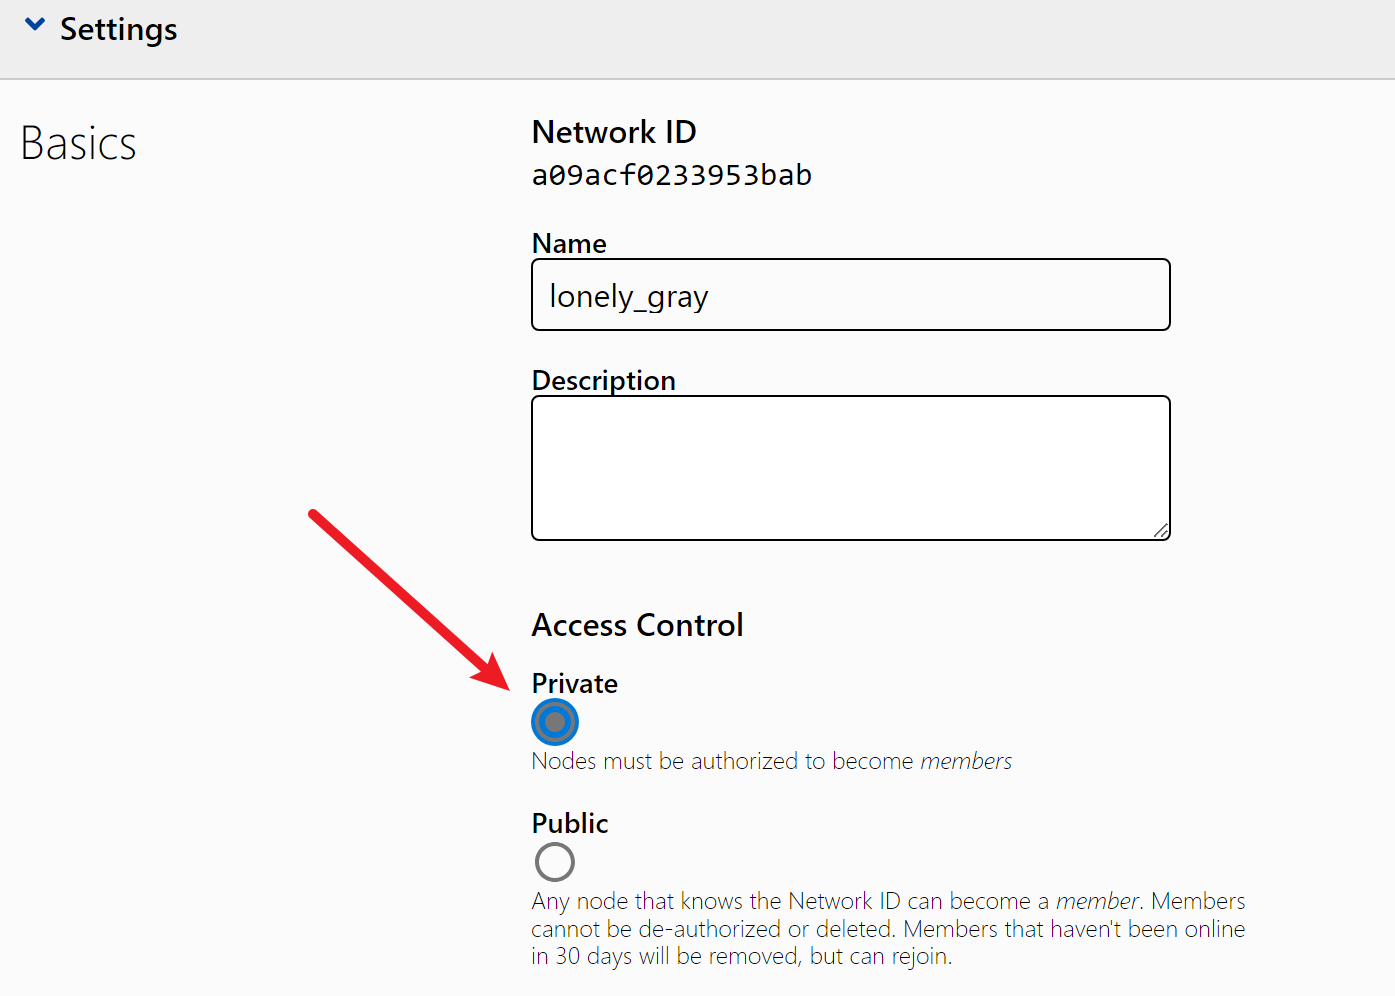 Settings
Basics
Network ID
a09acf0233953bab
Name
lonely_gray
Description
Access Control
Private
Nodes must be authorized to become members
Public
Any node that knows the Network ID can become a member. Members
cannot be de-authorized or deleted. Members that haven't been online
in 30 days will be removed, but can rejoin.